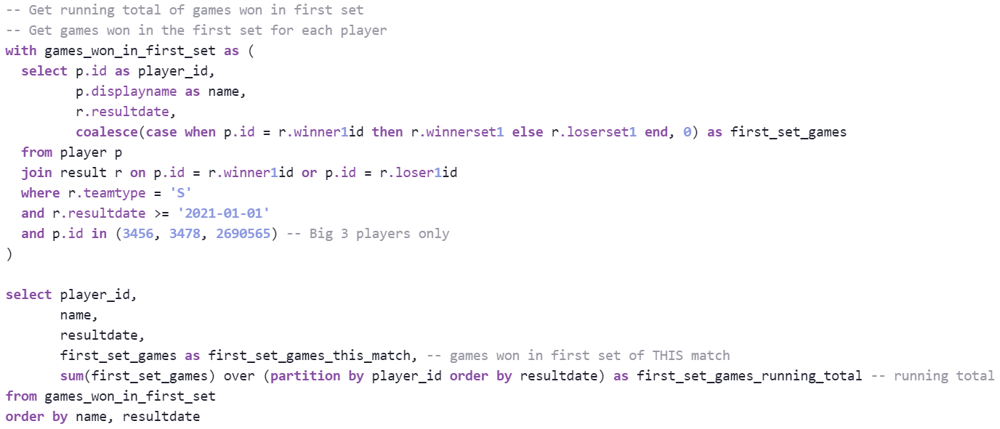 -- Get running total of games won in first set
-- Get games won in the first set for each player
with games_won_in_first_set as (
  select p.id as player_id,
         p.displayname as name,
         r.resultdate,
         coalesce(case when p.id = r.winner1id then r.winnerset1 else r.loserset1 end, 0) as first_set_games
  from player p
  join result r on p.id = r.winner1id or p.id = r.loser1id
  where r.teamtype = 'S'
  and r.resultdate >= '2021-01-01'
  and p.id in (3456, 3478, 2690565) -- Big 3 players only
)

select player_id,
       name,
       resultdate,
       first_set_games as first_set_games_this_match, -- games won in first set of THIS match
       sum(first_set_games) over (partition by player_id order by resultdate) as first_set_games_running_total -- running total
from games_won_in_first_set
order by name, resultdate